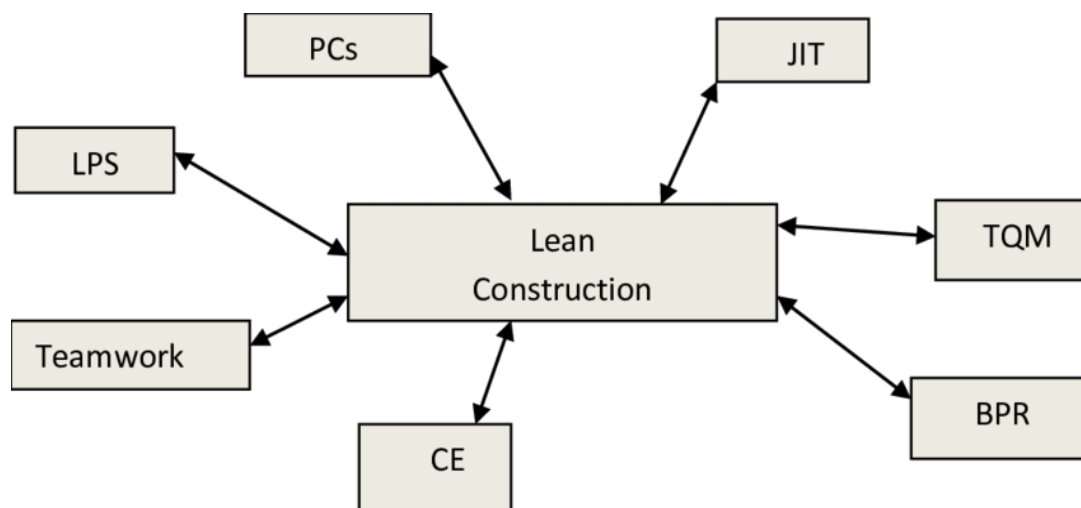 PCs
JIT
LPS
Lean
Construction
TQM
Teamwork
CE
BPR